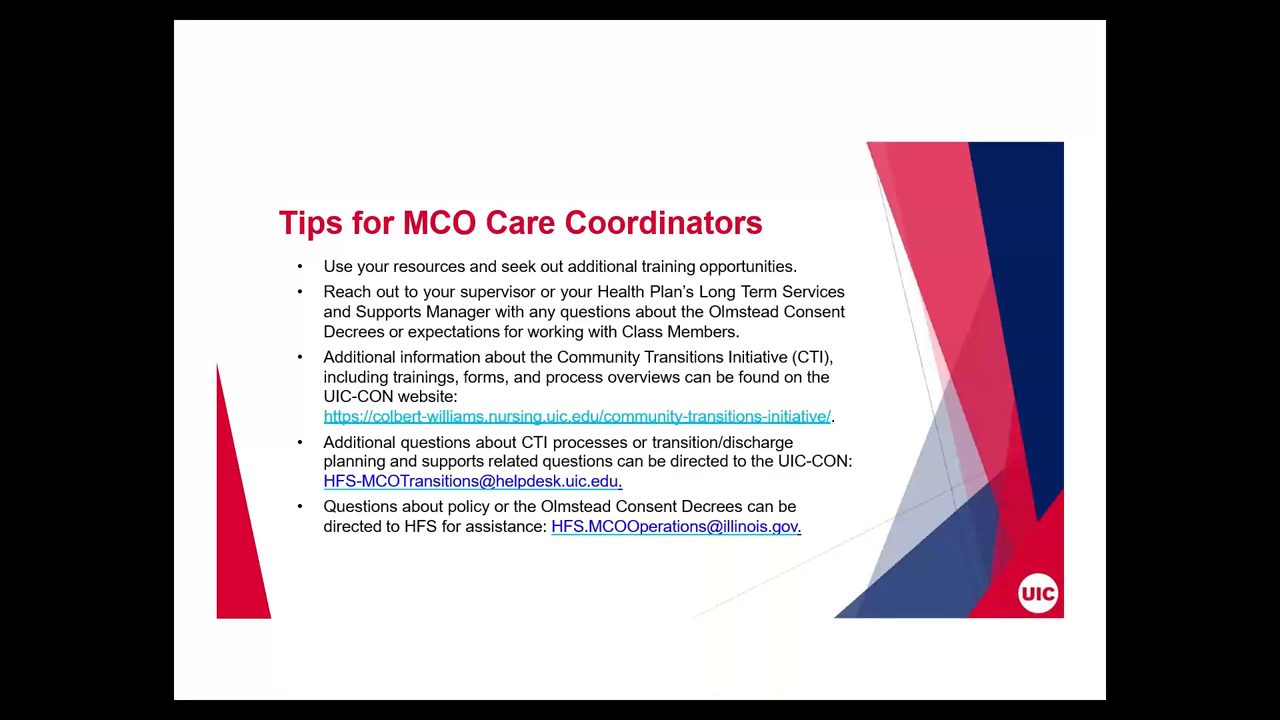 Tips for MCO Care Coordinators
• Use your resources and seek out additional training opportunities.
• Reach out to your supervisor or your Health Plan’s Long Term Services
and Supports Manager with any questions about the Olmstead Consent
Decrees or expectations for working with Class Members.
• Additional information about the Community Transitions Initiative (CTI),
including trainings, forms, and process overviews can be found on the
UIC-CON website:
https://colbert-williams.nursing.uic.edu/community-transitions-initiative/.
• Additional questions about CTI processes or transition/discharge
planning and supports related questions can be directed to the UIC-CON:
HFS-MCOTransitions@helpdesk.uic.edu.
• Questions about policy or the Olmstead Consent Decrees can be
directed to HFS for assistance: HFS.MCOOperations@illinois.gov.
UIC